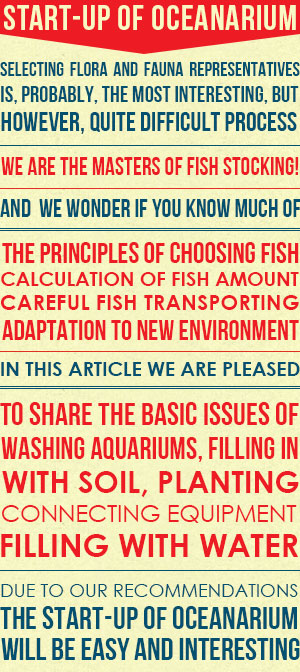 START-UP OF OCEANARIUM
SELECTING FLORA AND FAUNA REPRESENTATIVES
IS, PROBABLY, THE MOST INTERESTING, BUT
HOWEVER, QUITE DIFFICULT PROCESS
WE ARE THE MASTERS OF FISH STOCKING!
AND WE WONDER IF YOU KNOW MUCH OF
THE PRINCIPLES OF CHOOSING FISH
CALCULATION OF FISH AMOUNT
CAREFUL FISH TRANSPORTING
ADAPTATION TO NEW ENVIRONMENT
IN THIS ARTICLE WE ARE PLEASED
TO SHARE THE BASIC ISSUES OF
WASHING AQUARIUMS, FILLING IN
WITH SOIL, PLANTING
CONNECTING EQUIPMENT
FILLING WITH WATER
DUE TO OUR RECOMMENDATIONS
THE START-UP OF OCEANARIUM
WILL BE EASY AND INTERESTING